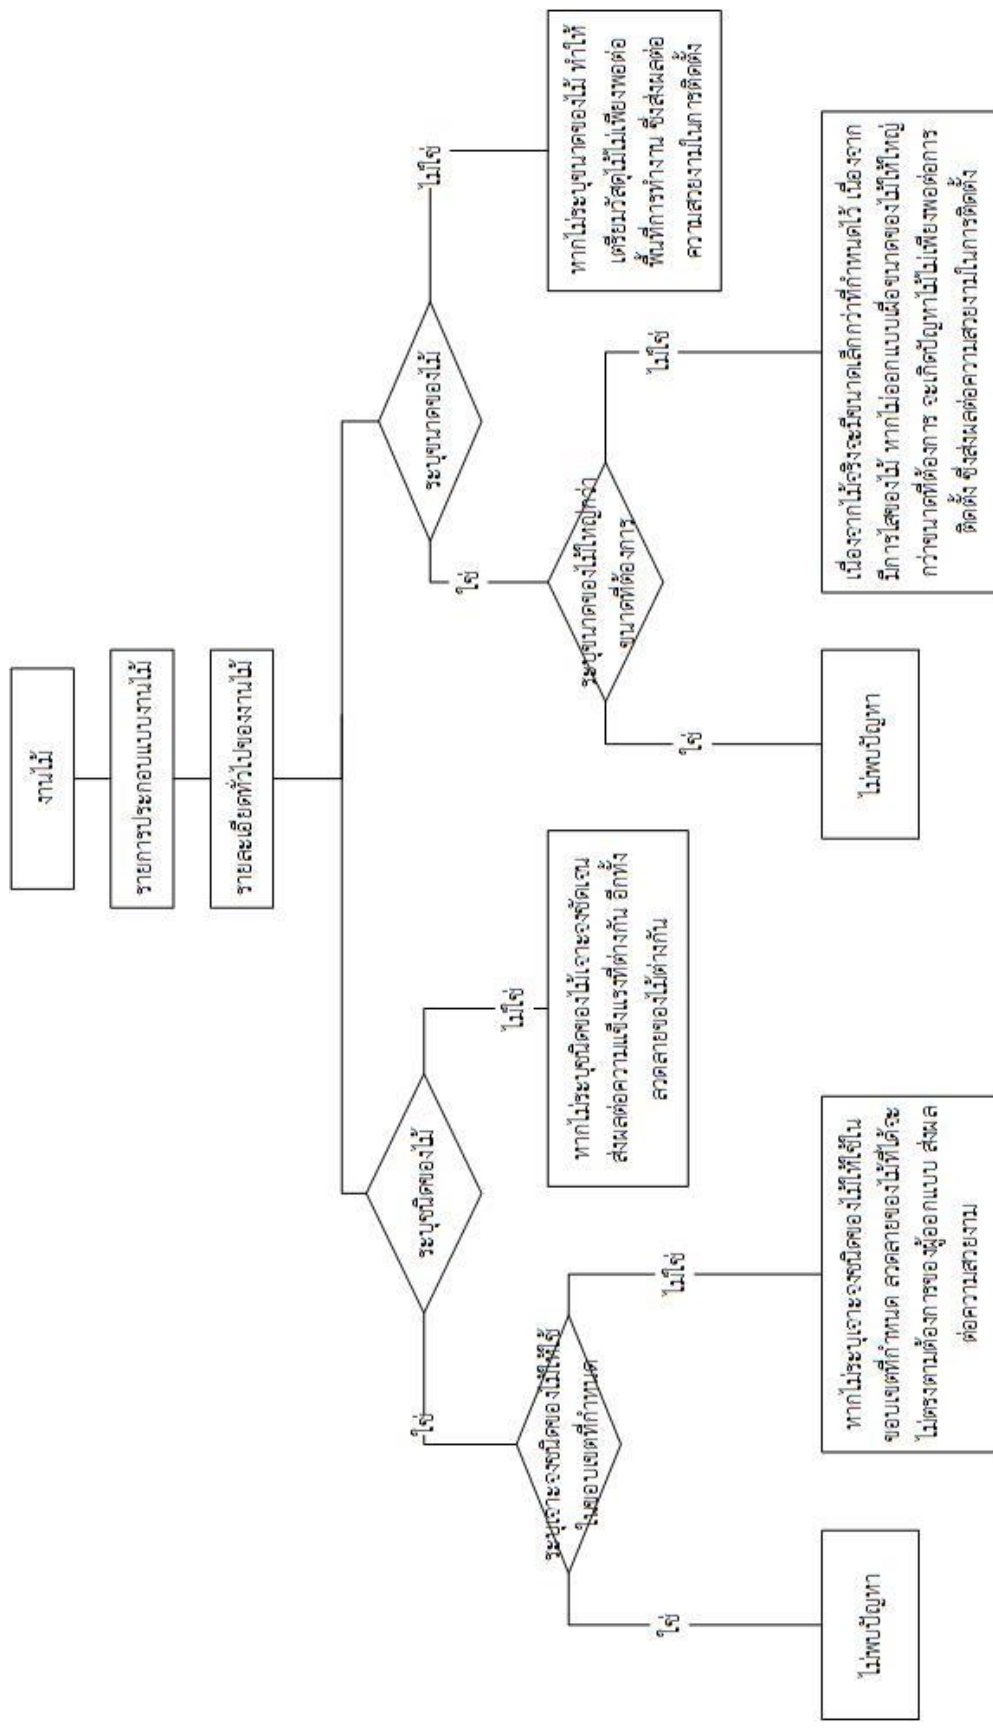 งานไม้
รายการประกอบแบบงานไม้
รายละเอียดทั่วไปของงานไม้
ระบุชนิดของไม้
ระบุขนาดของไม้
ใช่
ไม่ใช่
ใช่
ไม่ใช่
ระบุเจาะจงชนิดของไม้ให้ใช้
ในขอบเขตที่กำหนด
หากไม่ระบุชนิดของไม้เจาะจงชัดเจน
ส่งผลต่อความแข็งแรงที่ต่างกัน อีกทั้ง
ลวดลายของไม้ต่างกัน
ระบุขนาดของไม้ใหญ่กว่า
ขนาดที่ต้องการ
หากไม่ระบุขนาดของไม้ ทำให้
เตรียมวัสดุไม้ไม่เพียงพอต่อ
พื้นที่การทำงาน ซึ่งส่งผลต่อ
ความสวยงามในการติดตั้ง
ใช่
ไม่ใช่
ใช่
ไม่ใช่
ไม่พบปัญหา
หากไม่ระบุเจาะจงชนิดของไม้ให้ใช้ใน
ขอบเขตที่กำหนด ลวดลายของไม้ที่ได้จะ
ไม่ตรงตามต้องการของผู้ออกแบบ ส่งผล
ต่อความสวยงาม
ไม่พบปัญหา
เนื่องจากไม้จริงจะมีขนาดเล็กกว่าที่กำหนดไว้ เนื่องจาก
มีการไสของไม้ หากไม่ออกแบบเผื่อขนาดของไม้ให้ใหญ่
กว่าขนาดที่ต้องการ จะเกิดปัญหาไม้ไม่เพียงพอต่อการ
ติดตั้ง ซึ่งส่งผลต่อความสวยงามในการติดตั้ง